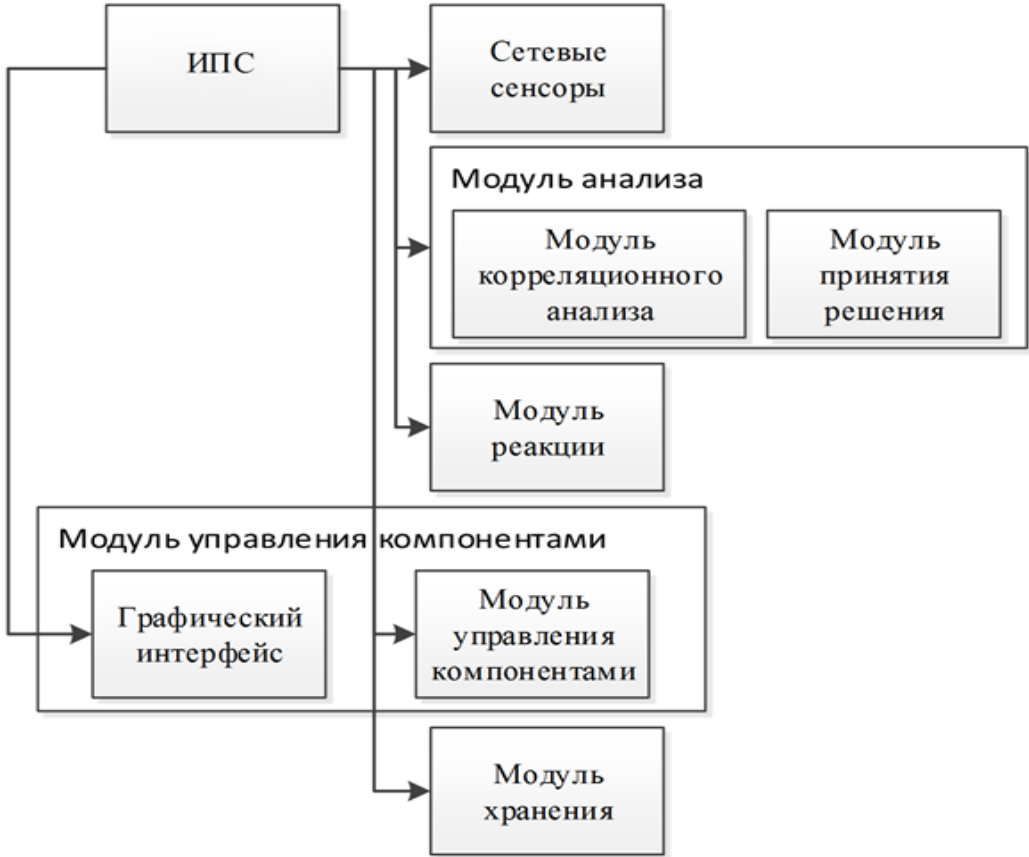 ИПС
Сетевые
сенсоры
Модуль анализа
Модуль
корреляционного
анализа
Модуль
принятия
решения
Модуль
реакции
Модуль управления компонентами
Графический
интерфейс
Модуль
управления
компонентами
Модуль
хранения